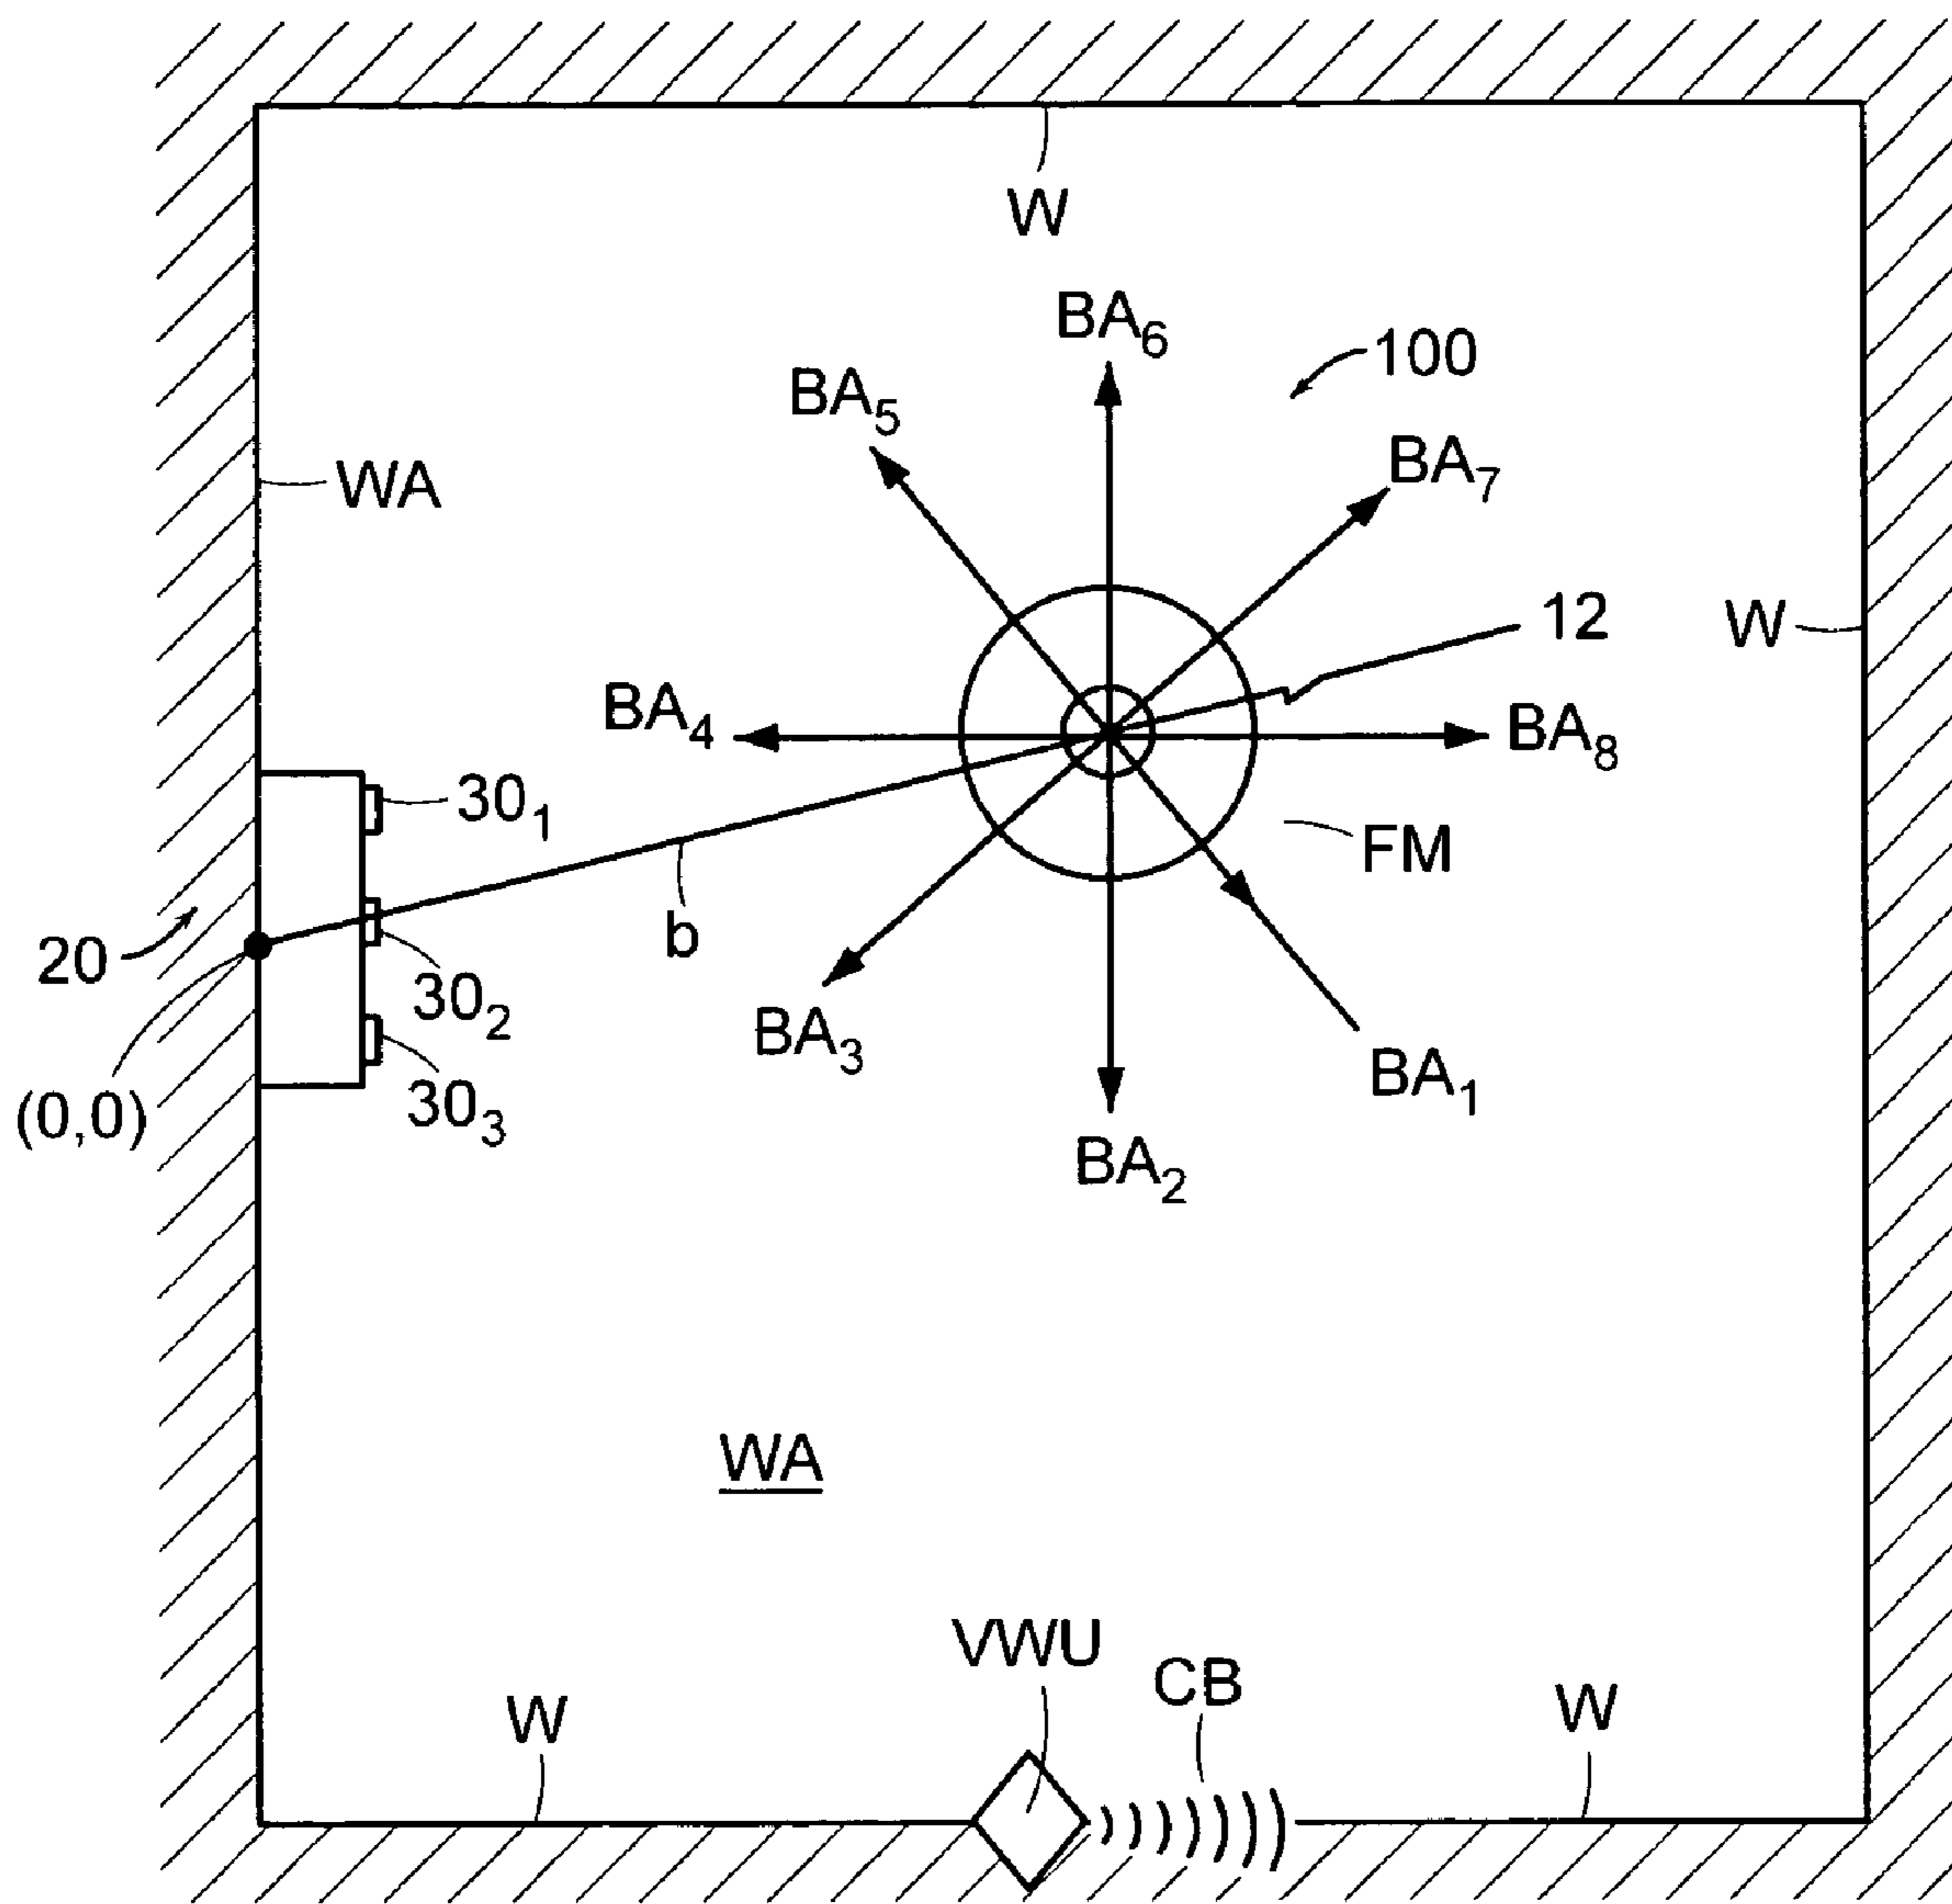 W
BA₆
100
BA₅
BA₇
WA
12
W
BA₄
BA₈
30₁
FM
b
20
30₂
BA₃
BA₁
30₃
(0,0)
BA₂
WA
VWU
CB
W
W